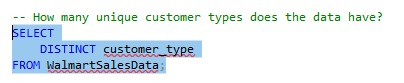 -- How many unique customer types does the data have?
SELECT
DISTINCT customer_type
FROM WalmartSalesData;